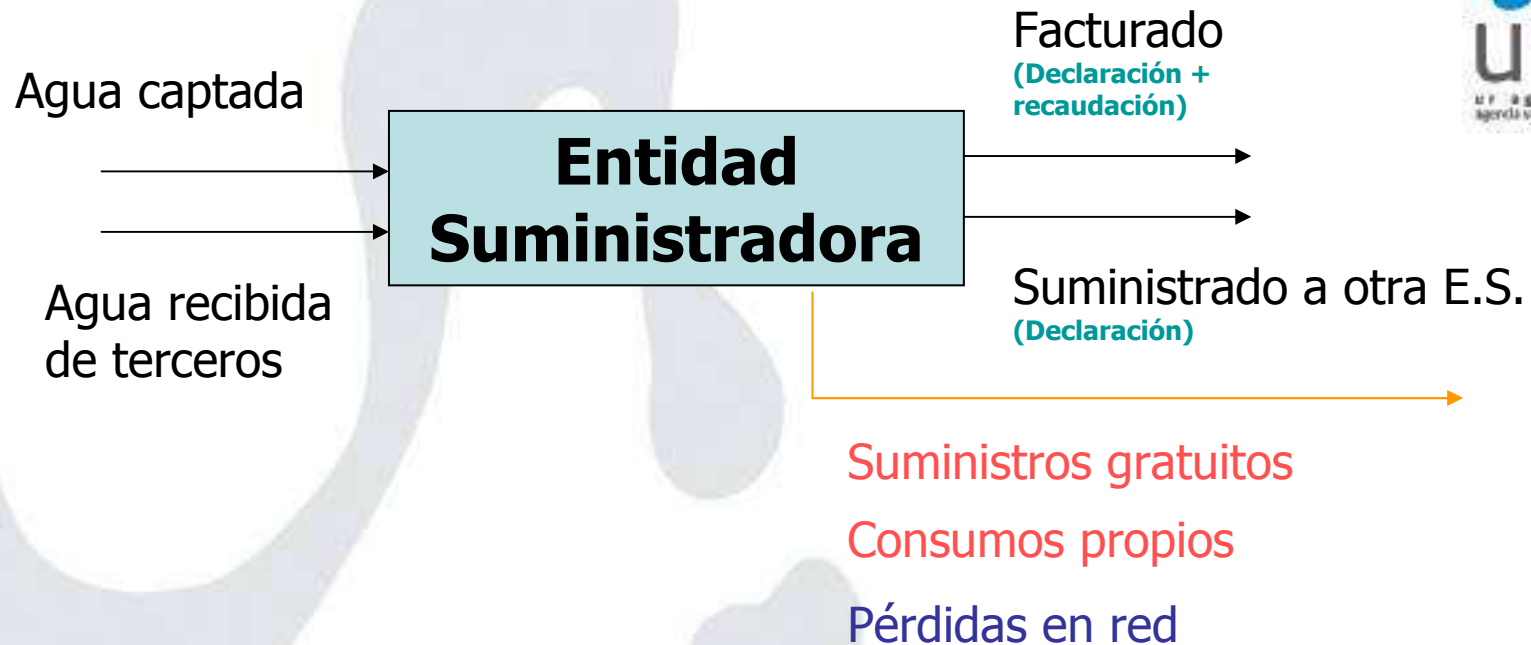 Agua captada
Agua recibida
de terceros
Entidad
Suministradora
Facturado
(Declaración +
recaudación)
Suministrado a otra E.S.
(Declaración)
Suministros gratuitos
Consumos propios
Pérdidas en red